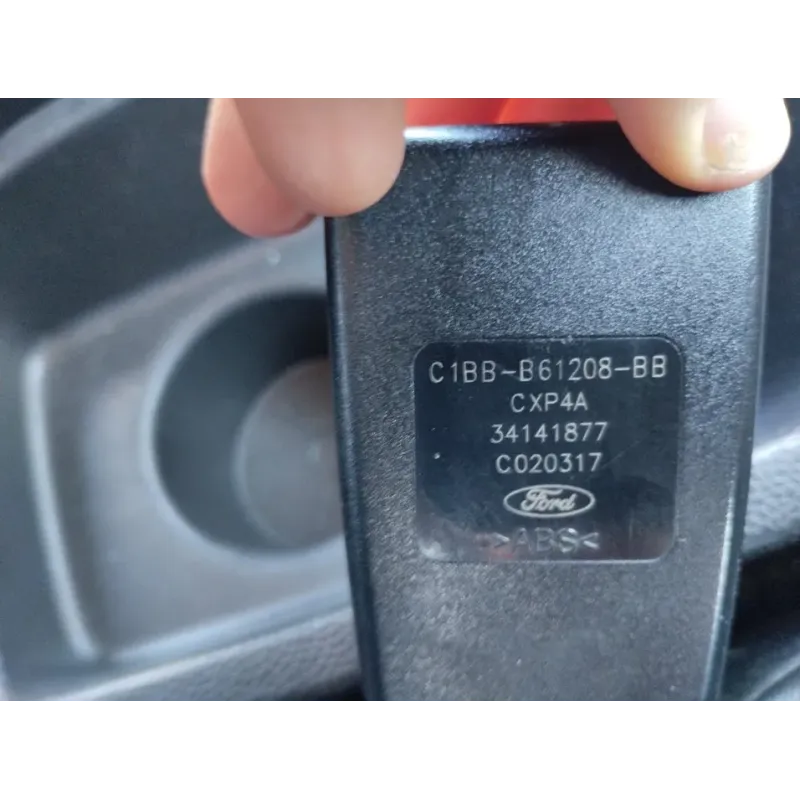 C1BB-B61208-BB
CXP4A
34141877
C020317
Ford
>ABS<